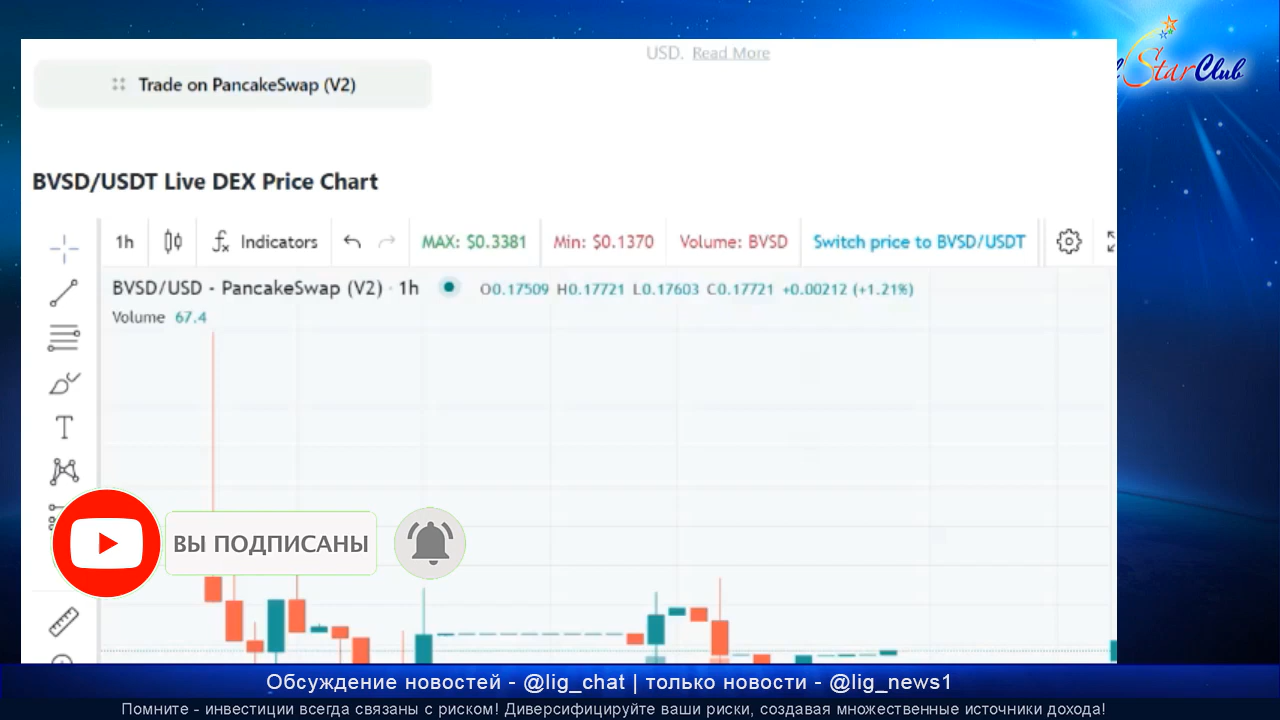 USD. Read More
StarClub
Trade on PancakeSwap (V2)
BVSD/USDT Live DEX Price Chart
1h Indicators MAX: $0.3381 Min: $0.1370 Volume: BVSD Switch price to BVSD/USDT
BVSD/USD - PancakeSwap (V2) · 1h O0.17509 H0.17721 L0.17603 C0.17721 +0.00212 (+1.21%)
Volume 67.4
ВЫ ПОДПИСАНЫ
Обсуждение новостей - @lig_chat | только новости - @lig_news1
Помните - инвестиции всегда связаны с риском! Диверсифицируйте ваши риски, создавая множественные источники дохода!